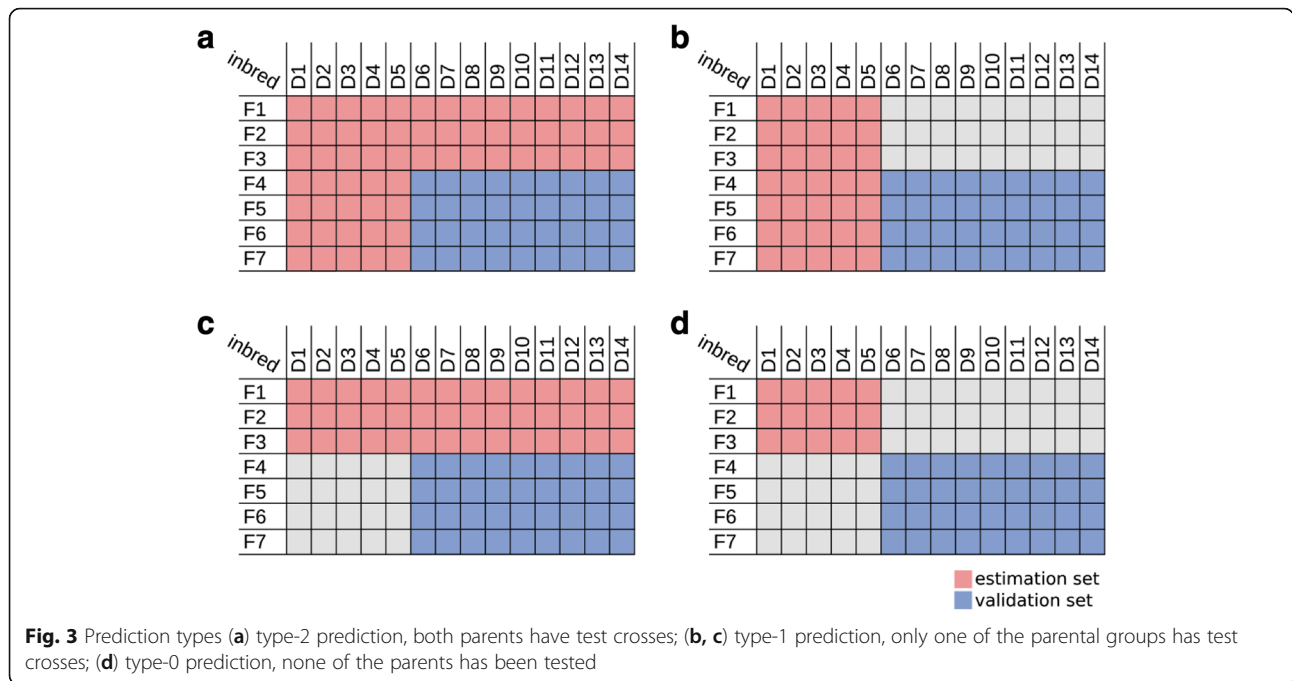 a
inbred D1 D2 D3 D4 D5 D6 D7 D8 D9 D10 D11 D12 D13 D14
F1
F2
F3
F4
F5
F6
F7
b
inbred D1 D2 D3 D4 D5 D6 D7 D8 D9 D10 D11 D12 D13 D14
F1
F2
F3
F4
F5
F6
F7
c
inbred D1 D2 D3 D4 D5 D6 D7 D8 D9 D10 D11 D12 D13 D14
F1
F2
F3
F4
F5
F6
F7
d
inbred D1 D2 D3 D4 D5 D6 D7 D8 D9 D10 D11 D12 D13 D14
F1
F2
F3
F4
F5
F6
F7
estimation set
validation set
Fig. 3 Prediction types (a) type-2 prediction, both parents have test crosses; (b, c) type-1 prediction, only one of the parental groups has test
crosses; (d) type-0 prediction, none of the parents has been tested